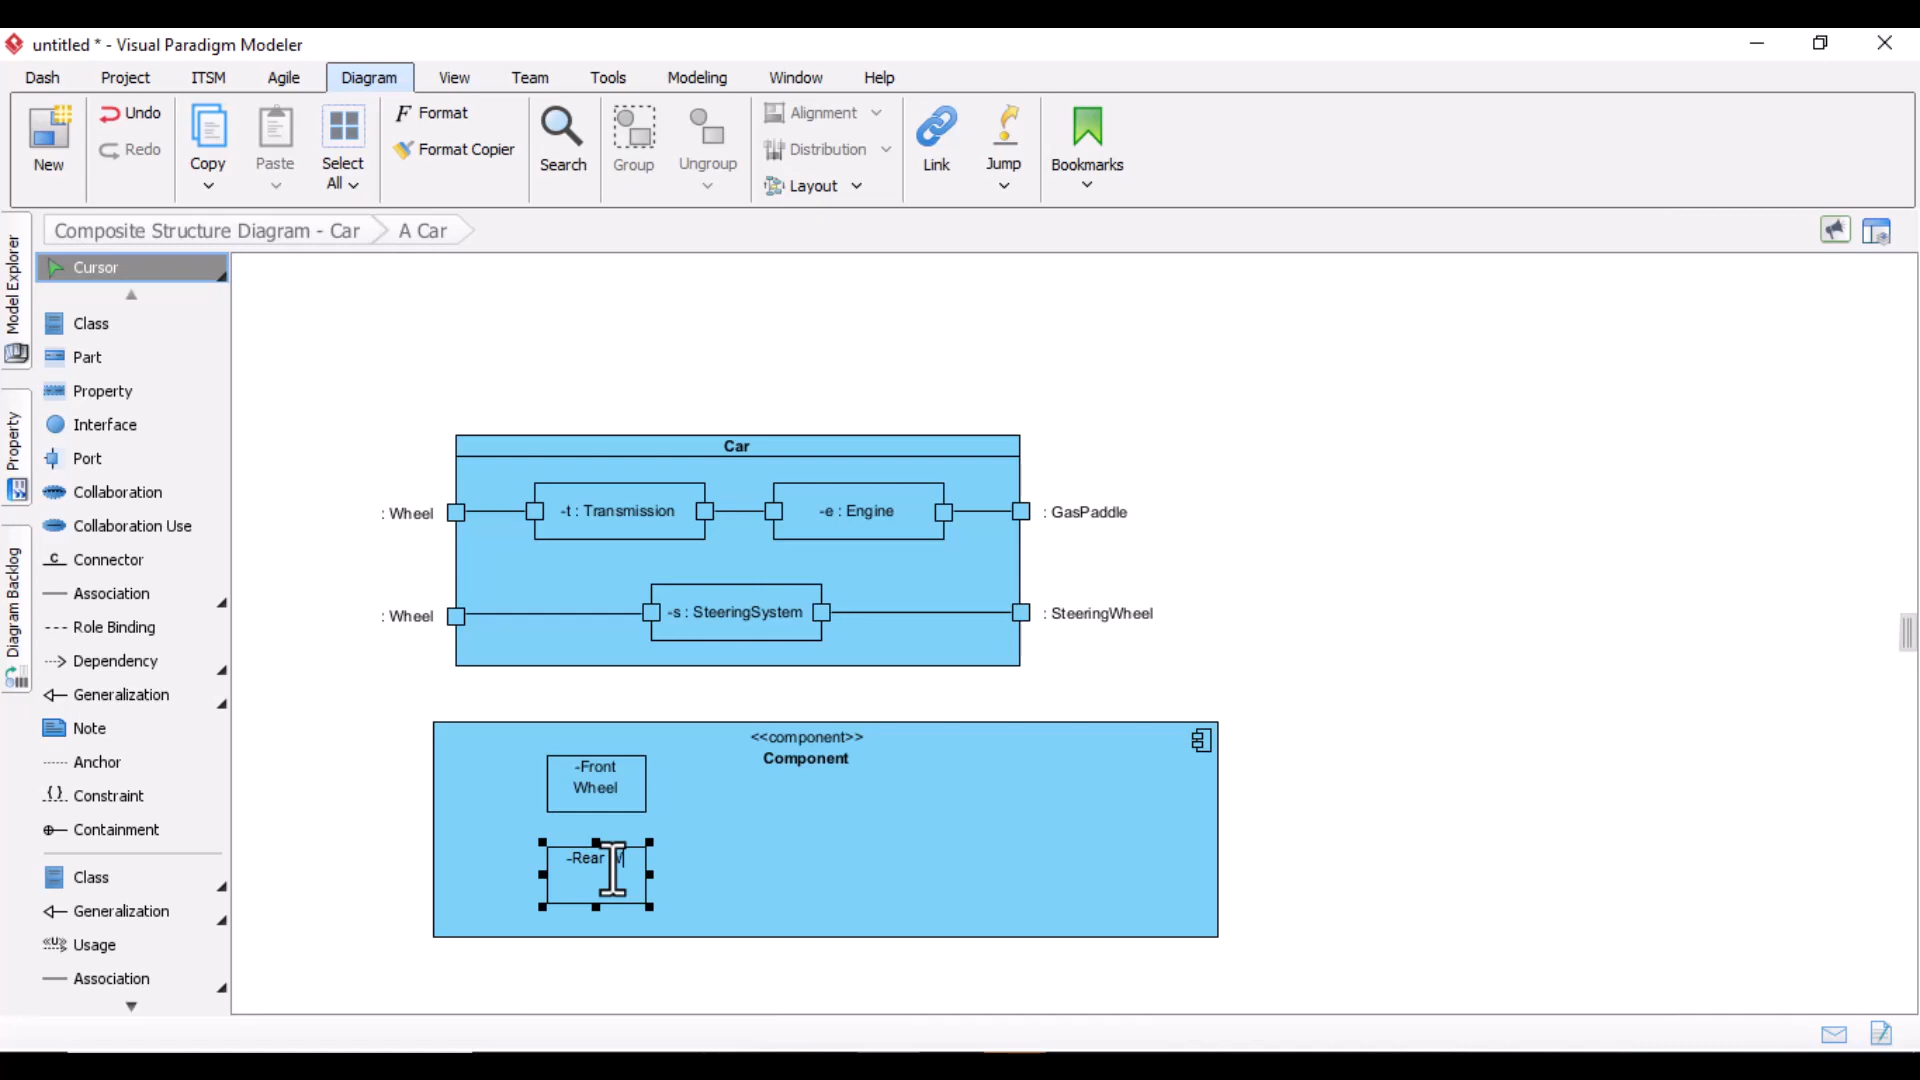 untitled * - Visual Paradigm Modeler
Dash Project ITSM Agile Diagram View Team Tools Modeling Window Help
New
Undo
Redo
Copy
Paste
Select
All
Format
Format Copier
Search
Group
Ungroup
Alignment
Distribution
Layout
Link
Jump
Bookmarks
Composite Structure Diagram - Car
A Car
Model Explorer
Property
Diagram Backlog
Cursor
Class
Part
Property
Interface
Port
Collaboration
Collaboration Use
Connector
Association
Role Binding
Dependency
Generalization
Note
Anchor
Constraint
Containment
Class
Generalization
Usage
Association
Car
: Wheel
-t : Transmission
-e : Engine
: GasPaddle
: Wheel
-s : SteeringSystem
: SteeringWheel
<<component>>
Component
-Front
Wheel
-Rear W